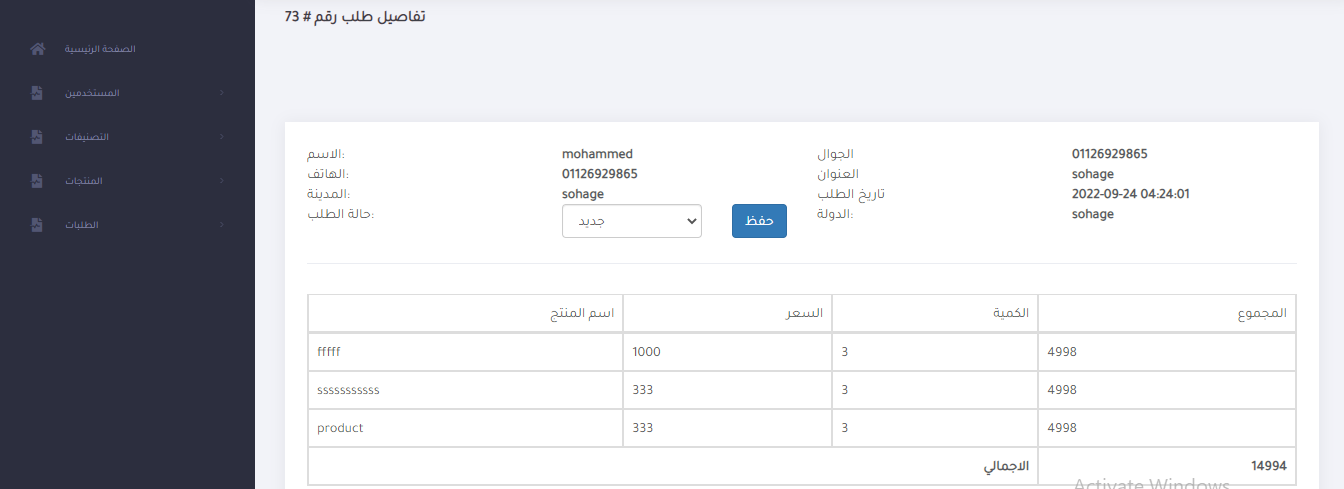 تفاصيل طلب رقم # 73
الصفحة الرئيسية
المستخدمين
التصنيفات
المنتجات
الطلبات
الاسم: mohammed الجوال 01126929865
الهاتف: 01126929865 العنوان sohage
المدينة: sohage تاريخ الطلب 2022-09-24 04:24:01
حالة الطلب: جديد حفظ الدولة: sohage
اسم المنتج السعر الكمية المجموع
fffff 1000 3 4998
sssssssssss 333 3 4998
product 333 3 4998
الاجمالي 14994
Activate Windows